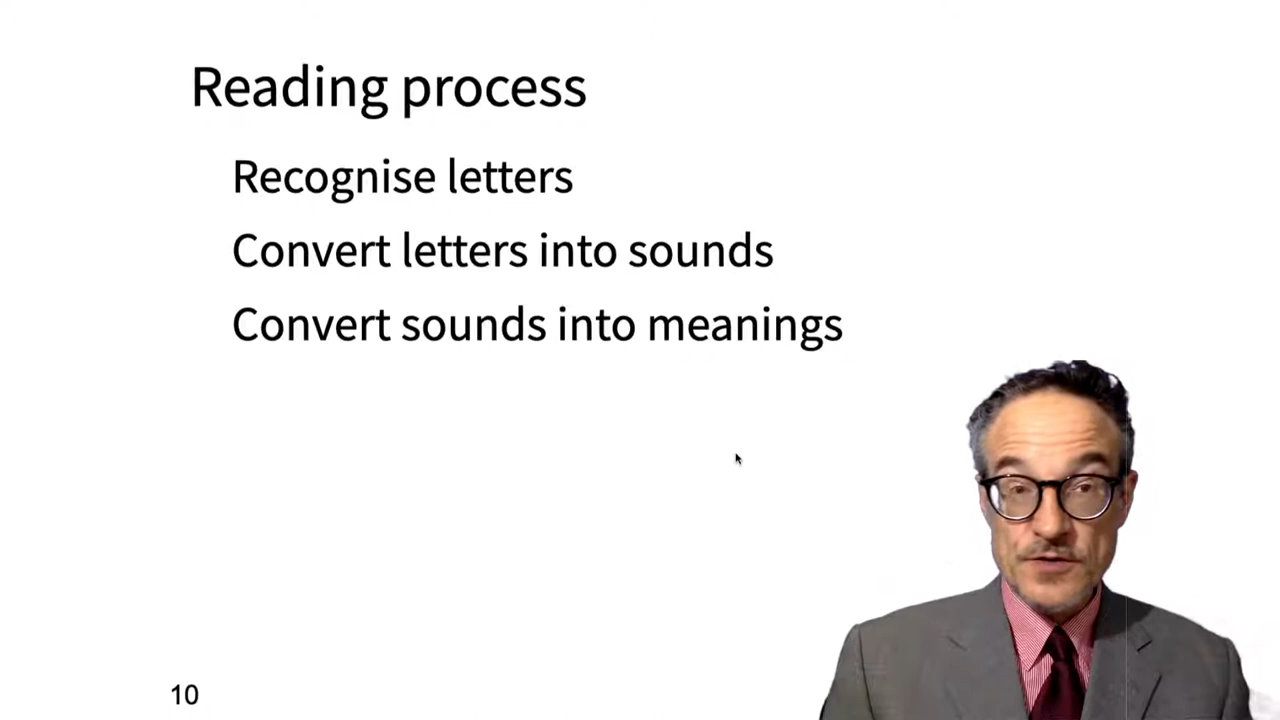 Reading process
Recognise letters
Convert letters into sounds
Convert sounds into meanings
10